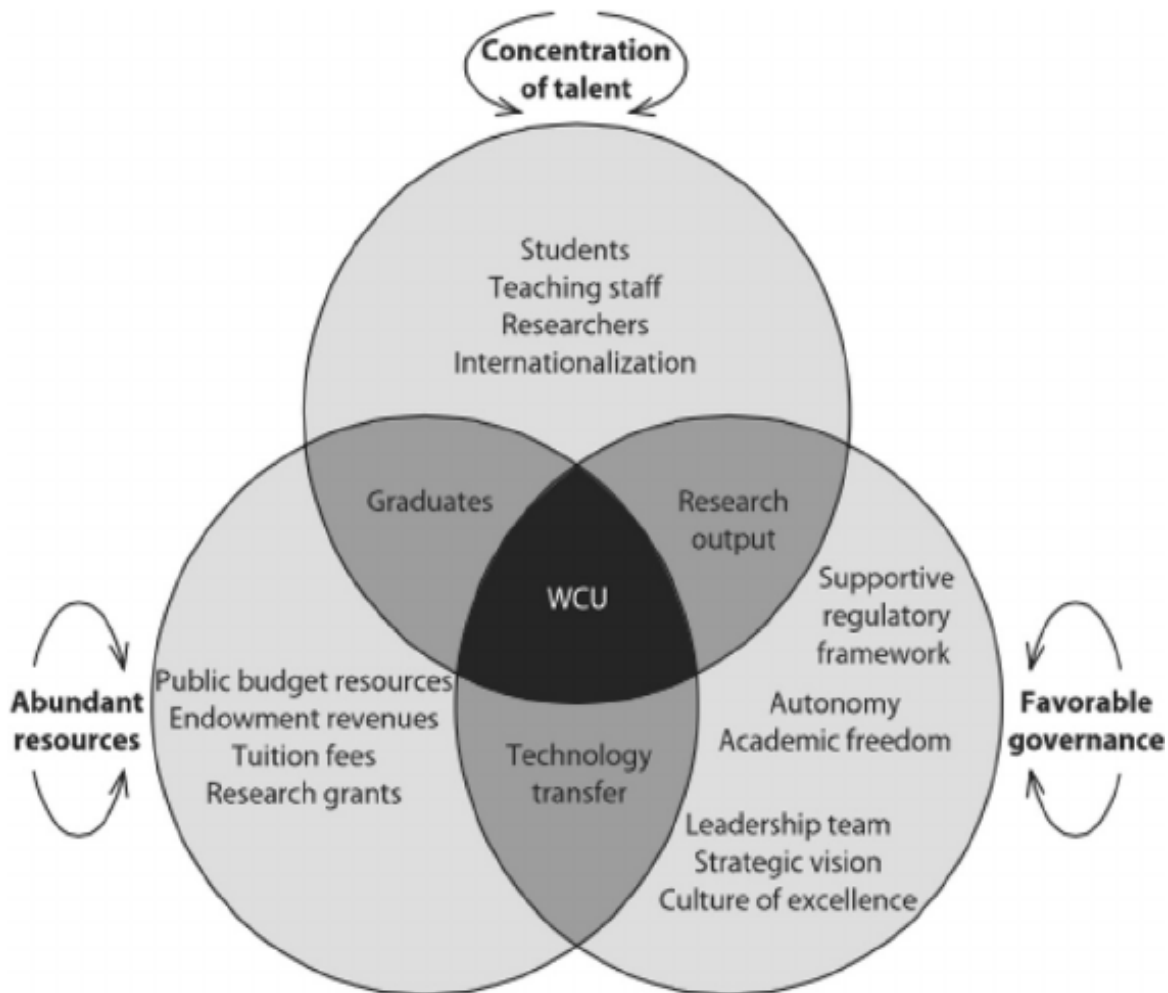 Concentration
of talent
Students
Teaching staff
Researchers
Internationalization
Graduates
Research
output
WCU
Supportive
regulatory
framework
Abundant
resources
Public budget resources
Endowment revenues
Tuition fees
Research grants
Technology
transfer
Autonomy
Academic freedom
Favorable
governance
Leadership team
Strategic vision
Culture of excellence